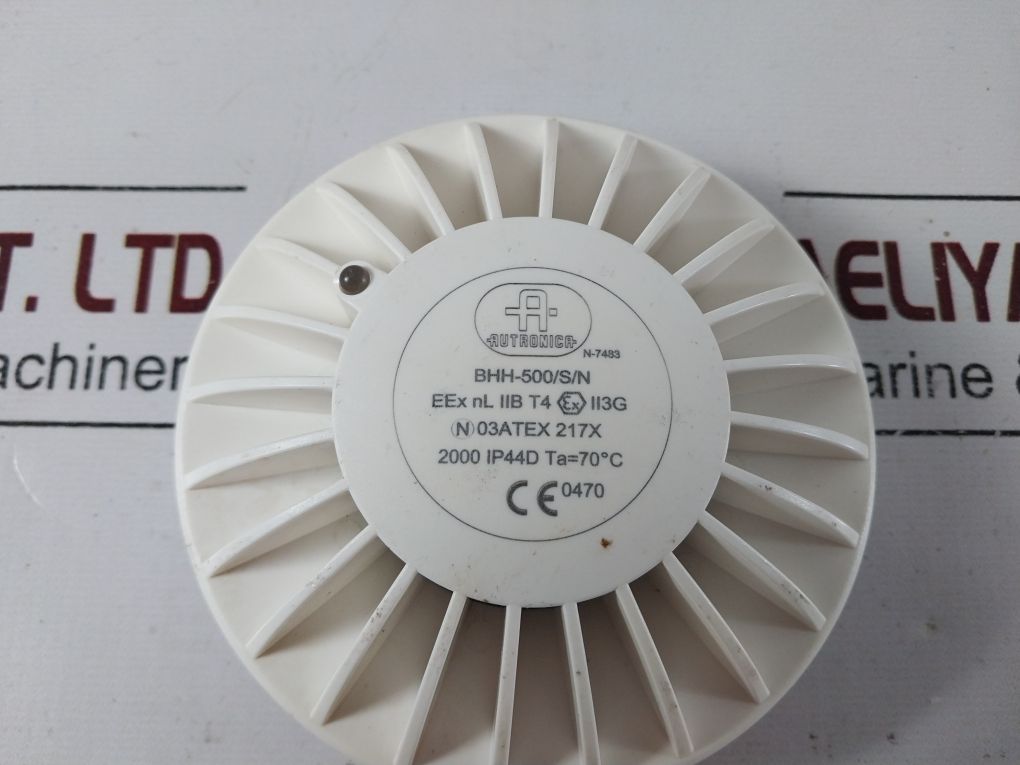 T. LTD
achiner
AELIYA
arine &
AUTRONICA
N-7483
BHH-500/S/N
EEx nL IIB T4 Ex II3G
N 03ATEX 217X
2000 IP44D Ta=70°C
CE 0470